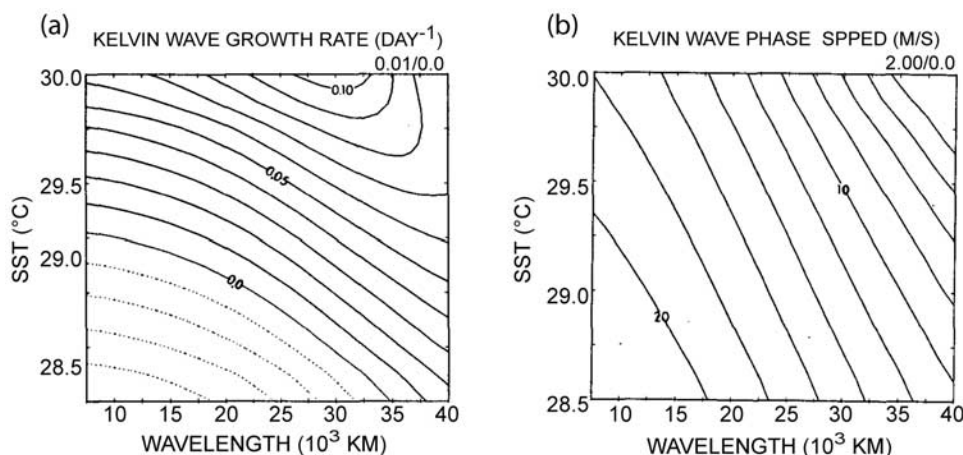 (a)
KELVIN WAVE GROWTH RATE (DAY-1)
0.01/0.0
30.0
29.5
29.0
28.5
SST (°C)
0.10
0.05
0.0
10 15 20 25 30 35 40
WAVELENGTH (10³ KM)
(b)
KELVIN WAVE PHASE SPPED (M/S)
2.00/0.0
30.0
29.5
29.0
28.5
SST (°C)
10
20
10 15 20 25 30 35 40
WAVELENGTH (10³ KM)